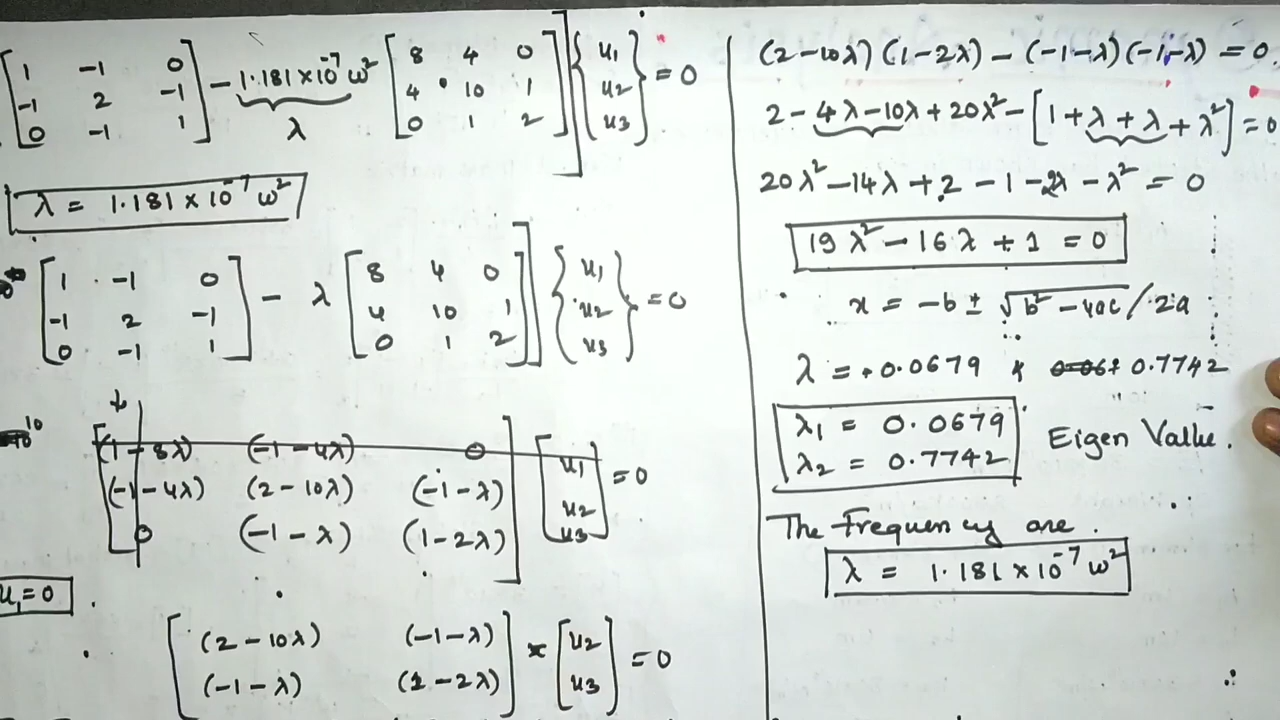 [[1 -1 0] - 1.181×10⁻⁷ω² [8 4 0]] {u₁} = 0
[-1 2 -1] λ [4 10 1] {u₂}
[0 -1 1] [0 1 2] {u₃}
λ = 1.181×10⁻⁷ω²
[[1 -1 0] - λ [8 4 0]] {u₁} = 0
[-1 2 -1] [4 10 1] {u₂}
[0 -1 1] [0 1 2] {u₃}
[(1-8λ) (-1-4λ) 0] [u₁] = 0
[(-1-4λ) (2-10λ) (-1-λ)] [u₂]
[0 (-1-λ) (1-2λ)] [u₃]
u₁=0
[(2-10λ) (-1-λ)] × [u₂] = 0
[(-1-λ) (1-2λ)] [u₃]
(2-10λ) (1-2λ) - (-1-λ) (-1-λ) = 0.
2 - 4λ - 10λ + 20λ² - [1 + λ + λ + λ²] = 0
20λ² - 14λ + 2 - 1 - 2λ - λ² = 0
19λ² - 16λ + 1 = 0
x = -b ± √b² - 4ac / 2a
λ = 0.0679 & 0.7742
λ₁ = 0.0679
λ₂ = 0.7742
Eigen Value.
The Frequency are.
λ = 1.181×10⁻⁷ω²